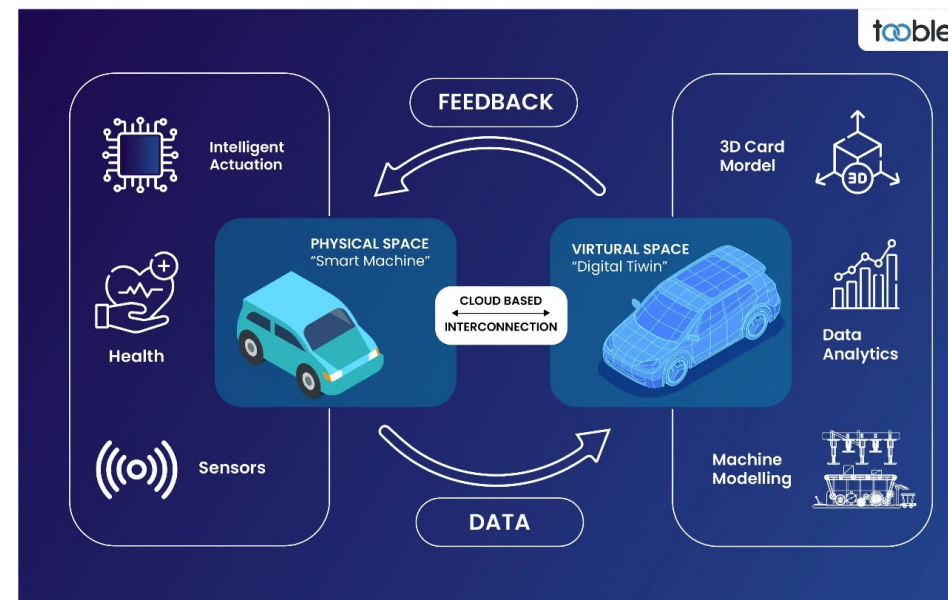 tooble
FEEDBACK
Intelligent
Actuation
3D Card
Mordel
3D
PHYSICAL SPACE
“Smart Machine”
VIRTURAL SPACE
“Digital Tiwin”
CLOUD BASED
INTERCONNECTION
Health
Data
Analytics
Sensors
Machine
Modelling
DATA